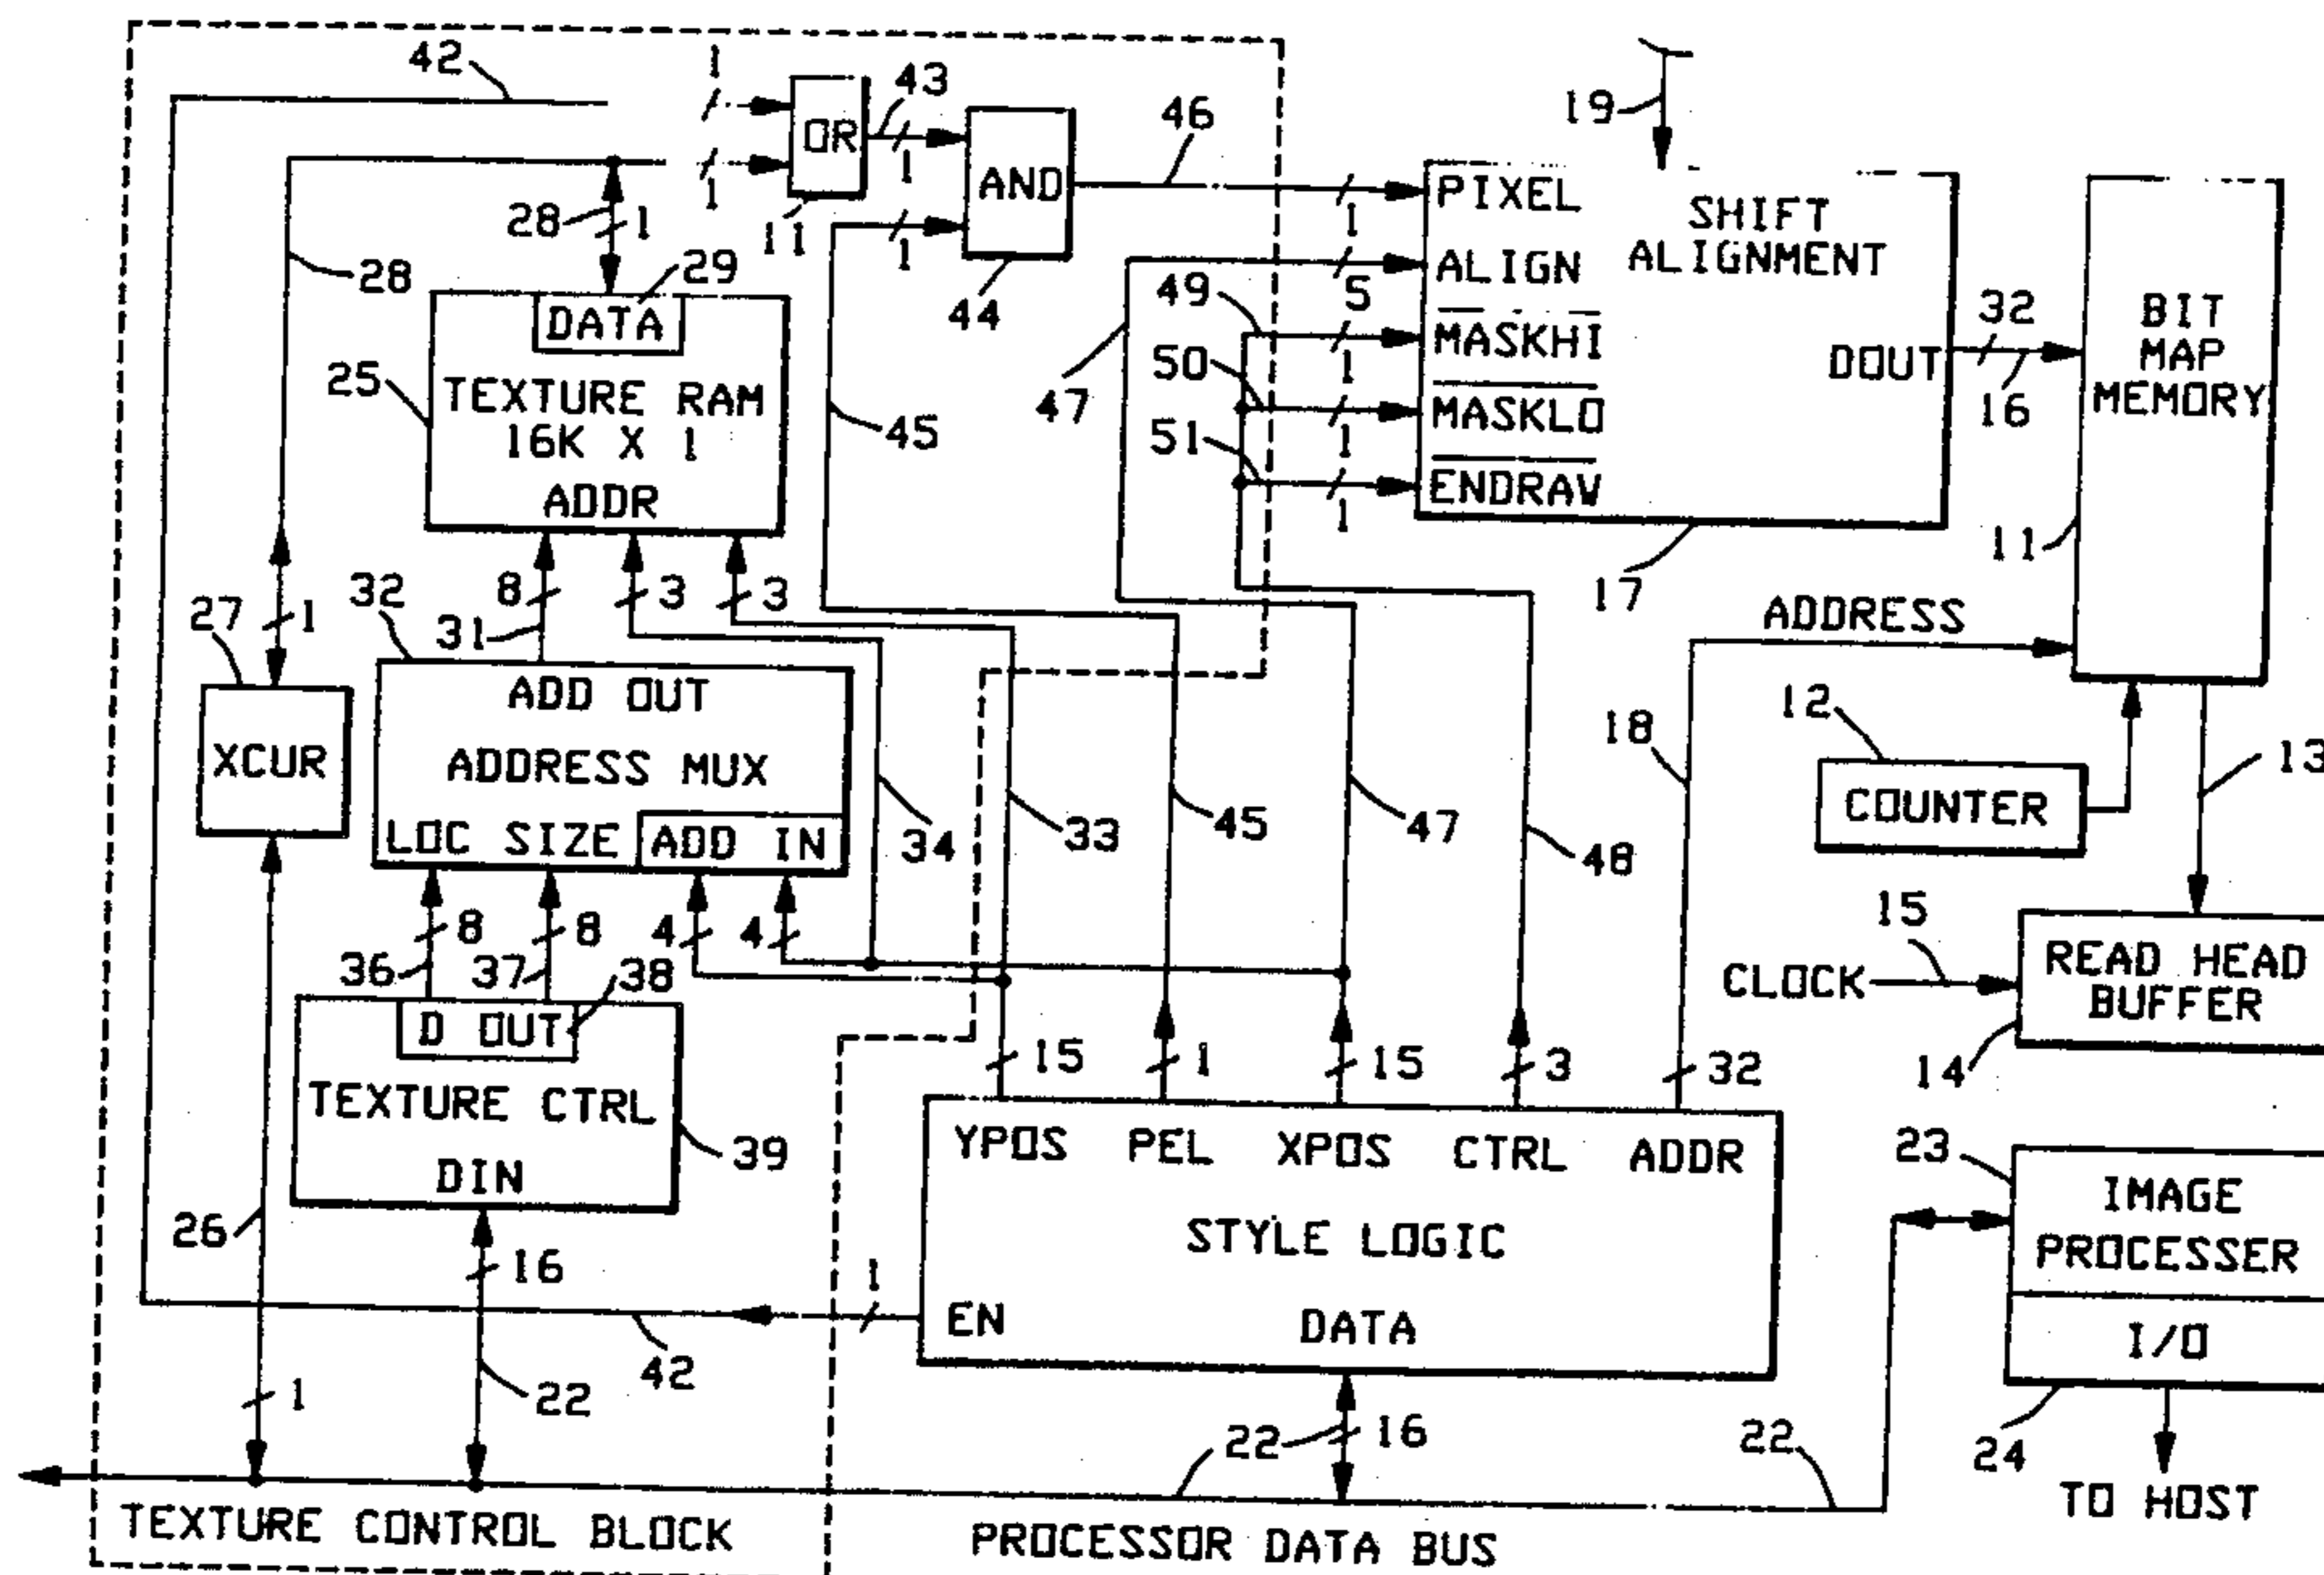 42
1
OR
43
1
1
11
AND
44
46
1
1
19
PIXEL
SHIFT
ALIGNMENT
ALIGN
5
MASKHI
1
MASKLO
1
ENDRAW
1
DOUT
17
32
16
BIT
MAP
MEMORY
11
28
28
1
DATA
29
25
TEXTURE RAM
16K X 1
ADDR
45
47
49
50
51
8
3
3
31
32
27
1
XCUR
ADD OUT
ADDRESS MUX
LOC SIZE
ADD IN
34
33
45
47
48
18
ADDRESS
12
COUNTER
13
8
8
4
4
36
37
38
D OUT
TEXTURE CTRL
DIN
39
15
1
15
3
32
CLOCK
15
READ HEAD
BUFFER
14
YPOS PEL XPOS CTRL ADDR
STYLE LOGIC
EN
DATA
23
IMAGE
PROCESSER
I/O
24
TO HOST
26
16
1
42
22
1
22
16
22
TEXTURE CONTROL BLOCK
PROCESSOR DATA BUS